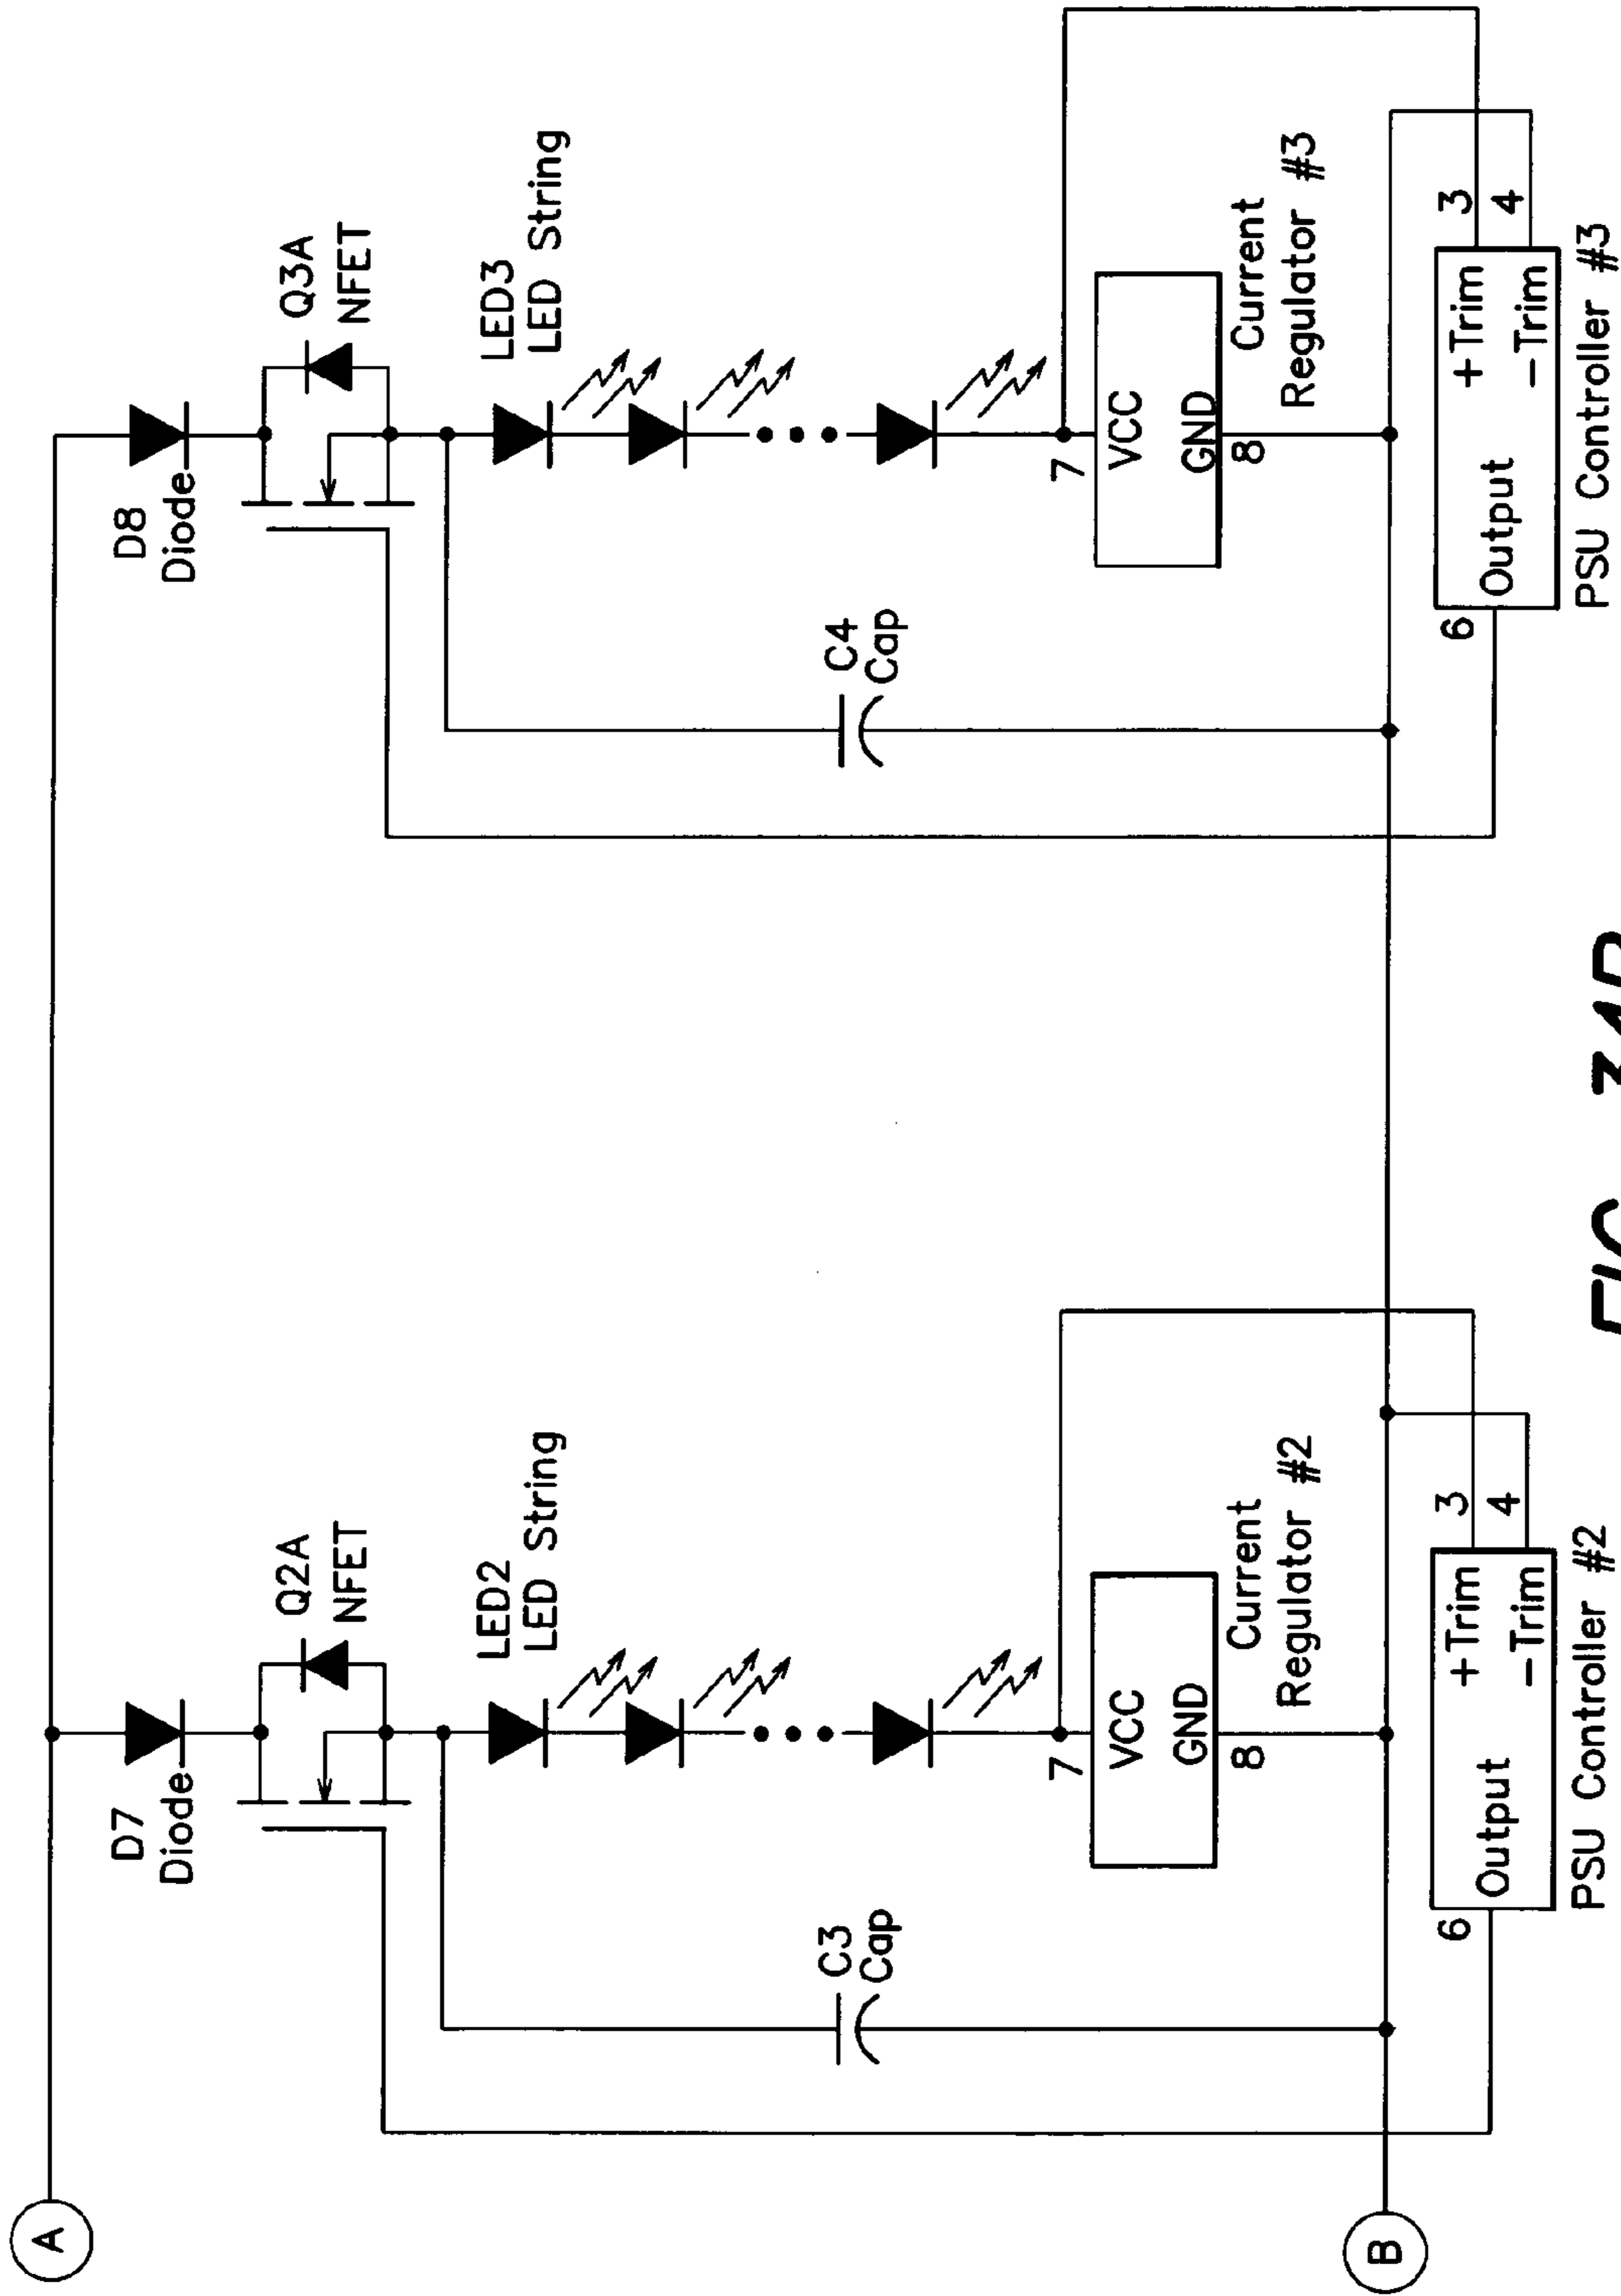 A
D7
Diode
Q2A
NFET
LED2
LED String
C3
Cap
7
VCC
GND
8
Current
Regulator #2
B
6
Output
+Trim
-Trim
3
4
PSU Controller #2
D8
Diode
Q3A
NFET
LED3
LED String
C4
Cap
7
VCC
GND
8
Current
Regulator #3
6
Output
+Trim
-Trim
3
4
PSU Controller #3